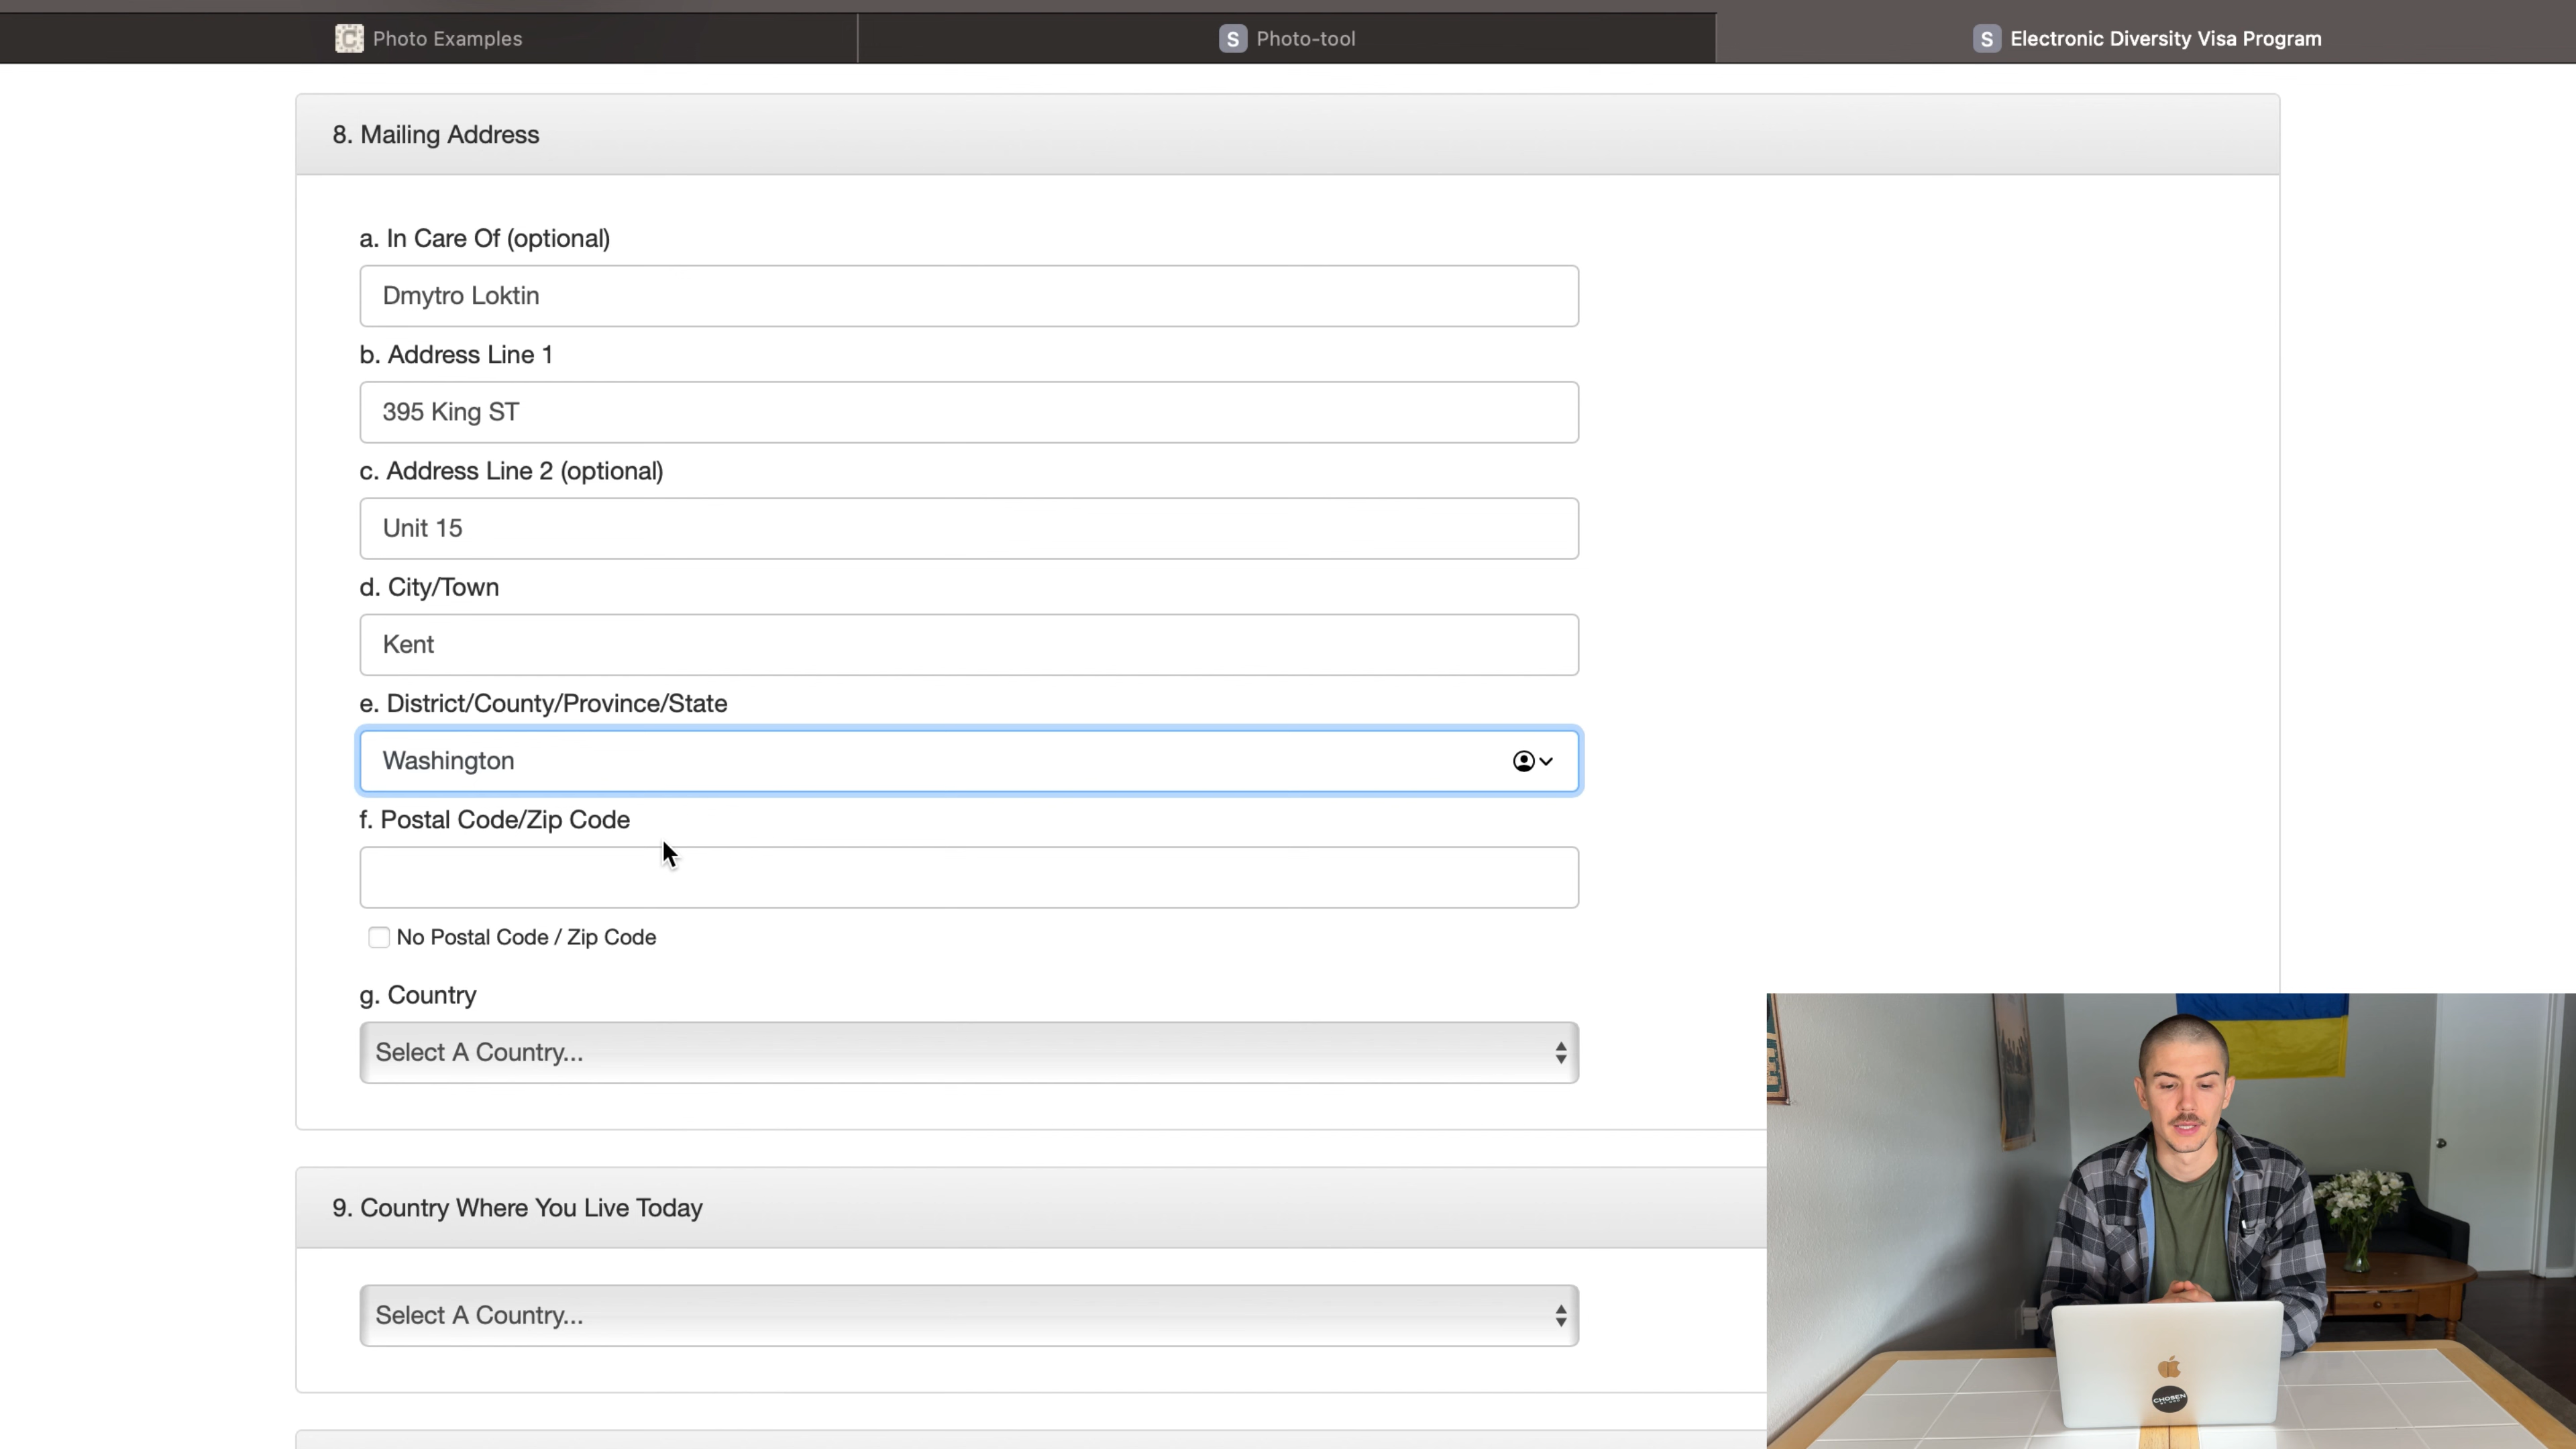 Photo Examples
S Photo-tool
S Electronic Diversity Visa Program
8. Mailing Address
a. In Care Of (optional)
Dmytro Loktin
b. Address Line 1
395 King ST
c. Address Line 2 (optional)
Unit 15
d. City/Town
Kent
e. District/County/Province/State
Washington
f. Postal Code/Zip Code
No Postal Code / Zip Code
g. Country
Select A Country...
9. Country Where You Live Today
Select A Country...
CHOSEN